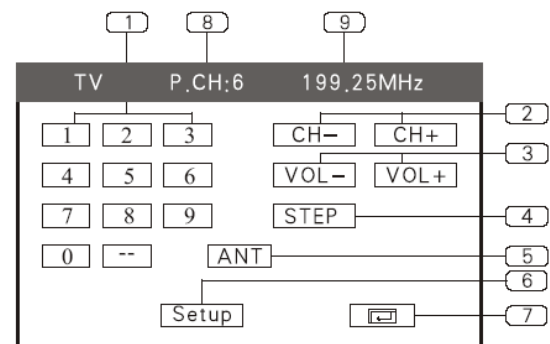 1 8 9
TV P.CH:6 199.25MHz
1 2 3 CH− CH+ 2
3
4 5 6 VOL− VOL+
7 8 9 STEP 4
0 -- ANT 5
6
Setup 7